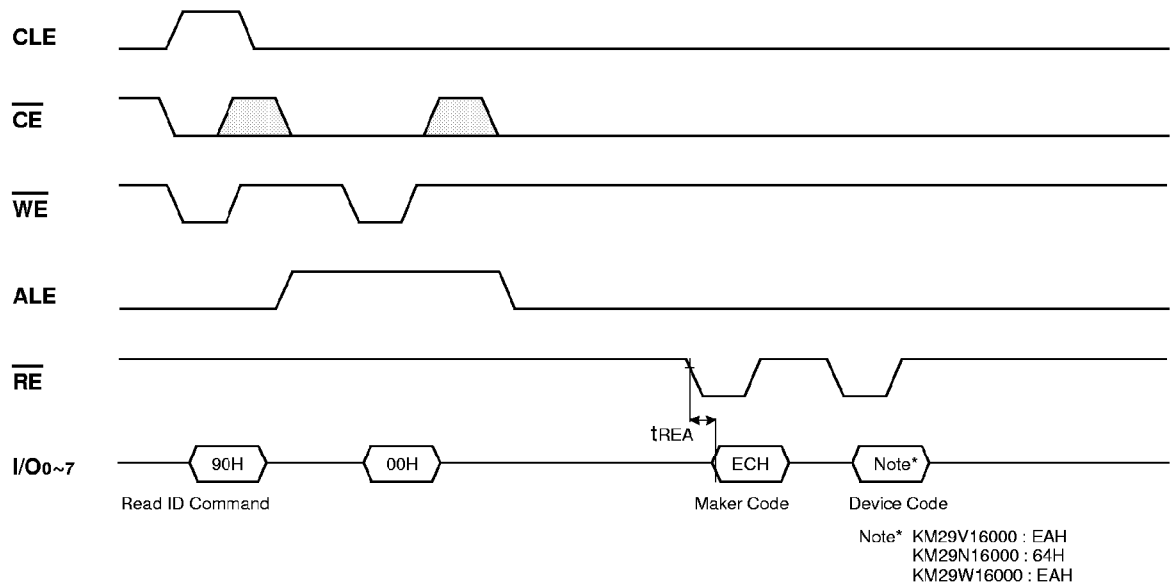 CLE
CE
WE
ALE
RE
tREA
I/O0~7
90H
00H
ECH
Note*
Read ID Command
Maker Code
Device Code
Note* KM29V16000 : EAH
KM29N16000 : 64H
KM29W16000 : EAH